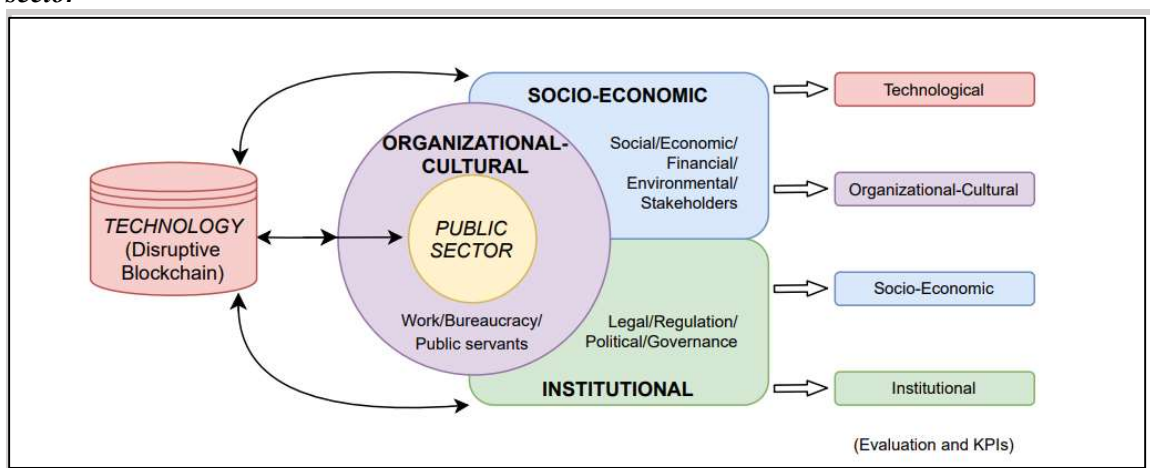 sector
SOCIO-ECONOMIC
Social/Economic/
Financial/
Environmental/
Stakeholders
ORGANIZATIONAL-
CULTURAL
TECHNOLOGY
(Disruptive
Blockchain)
PUBLIC
SECTOR
Work/Bureaucracy/
Public servants
Legal/Regulation/
Political/Governance
INSTITUTIONAL
Technological
Organizational-Cultural
Socio-Economic
Institutional
(Evaluation and KPIs)